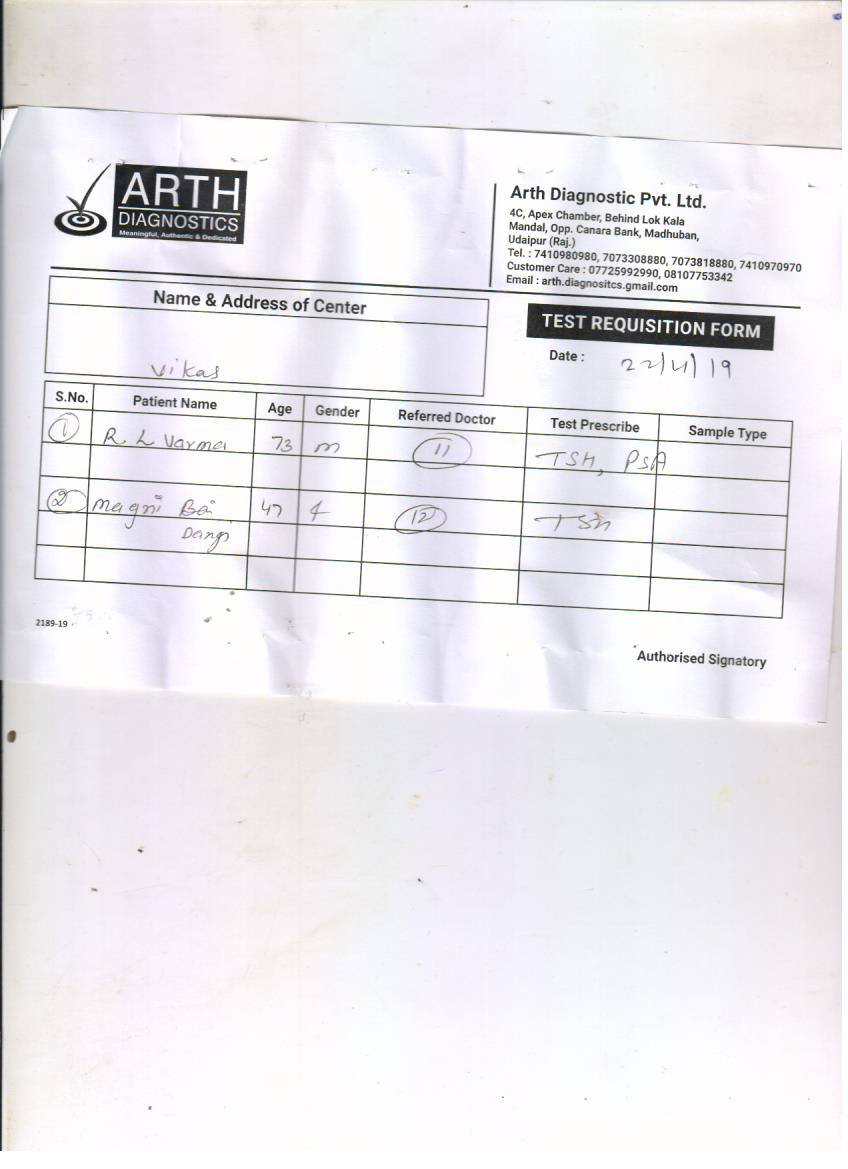 ARTH
DIAGNOSTICS
Meaningful, Authentic & Dedicated
Arth Diagnostic Pvt. Ltd.
4C, Apex Chamber, Behind Lok Kala
Mandal, Opp. Canara Bank, Madhuban,
Udaipur (Raj.)
Tel. : 7410980980, 7073308880, 7073818880, 7410970970
Customer Care : 07725992990, 08107753342
Email : arth.diagnositcs.gmail.com
Name & Address of Center
Vikas
TEST REQUISITION FORM
Date : 22/4/19
S.No. Patient Name Age Gender Referred Doctor Test Prescribe Sample Type
1 R L Varma 73 m 11 TSH, PSA
2 Magni Bai 47 f 12 TSH
Dangi
2189-19
Authorised Signatory